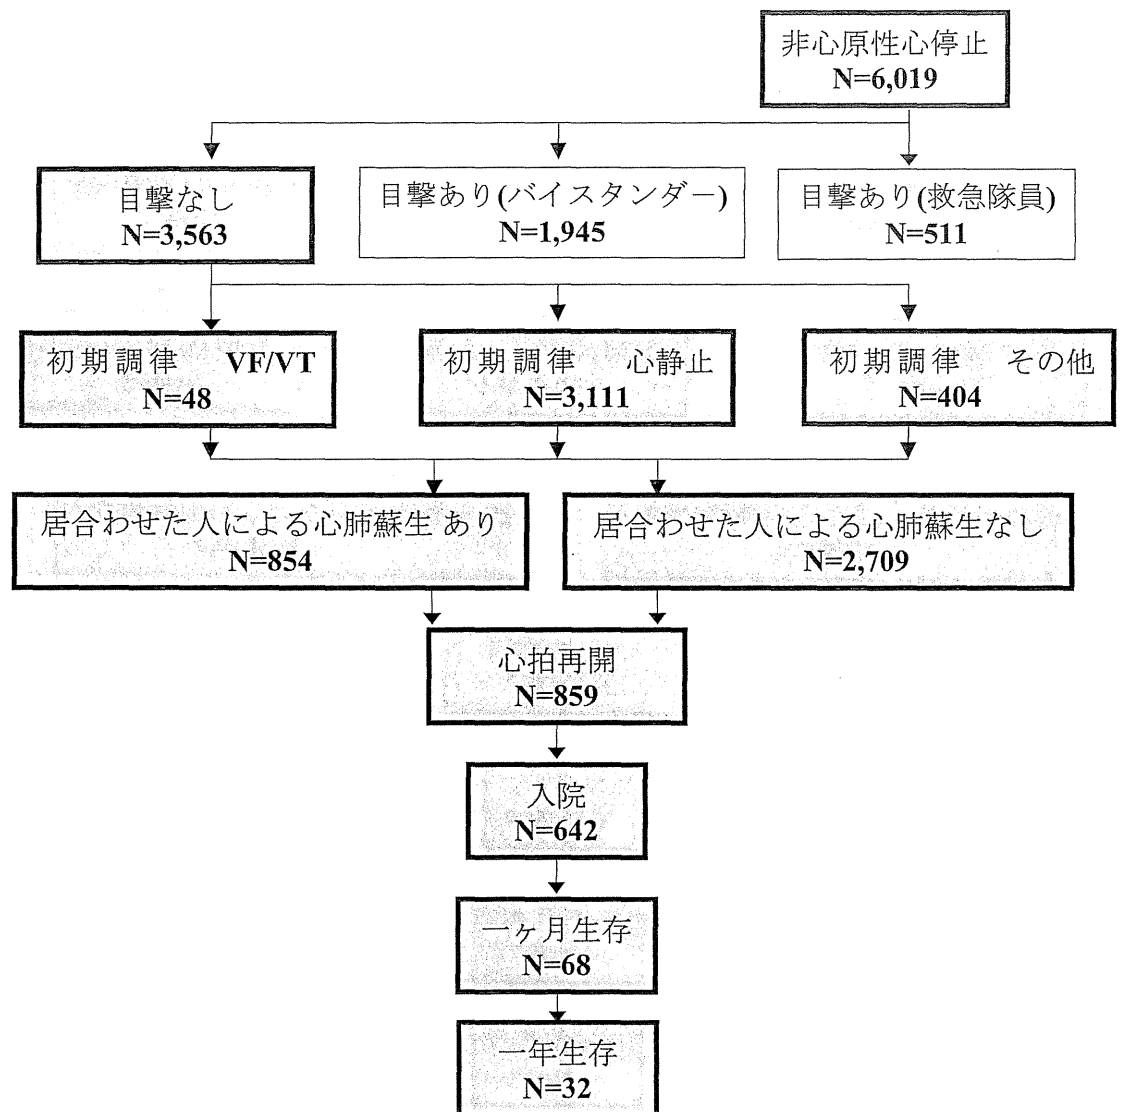 非心原性心停止
N=6,019
目撃なし
N=3,563
目撃あり(バイスタンダー)
N=1,945
目撃あり(救急隊員)
N=511
初期調律 VF/VT
N=48
初期調律 心静止
N=3,111
初期調律 その他
N=404
居合わせた人による心肺蘇生 あり
N=854
居合わせた人による心肺蘇生なし
N=2,709
心拍再開
N=859
入院
N=642
一ヶ月生存
N=68
一年生存
N=32